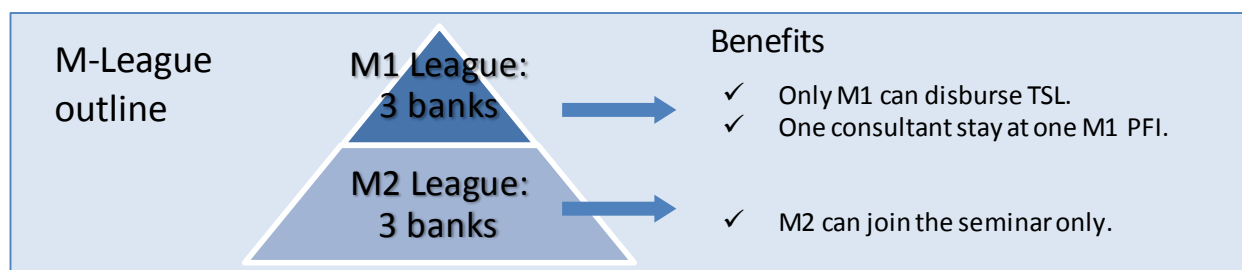 M-League
outline
M1 League:
3 banks
M2 League:
3 banks
Benefits
✓ Only M1 can disburse TSL.
✓ One consultant stay at one M1 PFI.
✓ M2 can join the seminar only.